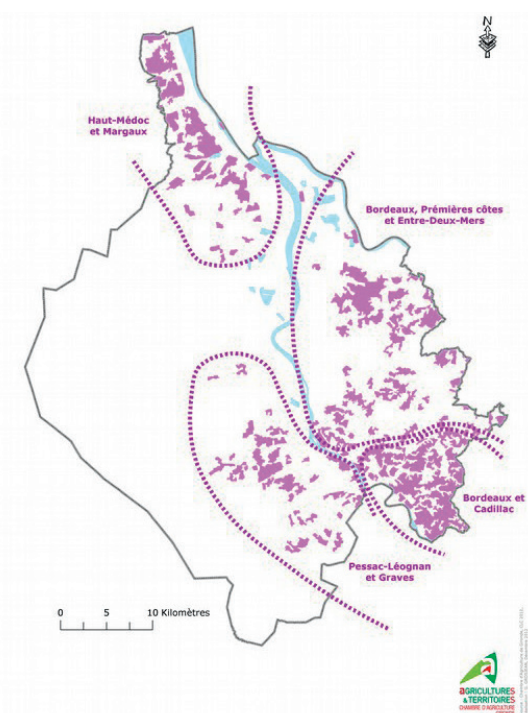 N
Haut-Médoc
et Margaux
Bordeaux, Prémières côtes
et Entre-Deux-Mers
Bordeaux et
Cadillac
Pessac-Léognan
et Graves
0 5 10 Kilomètres
AGRICULTURES
& TERRITOIRES
CHAMBRE D'AGRICULTURE